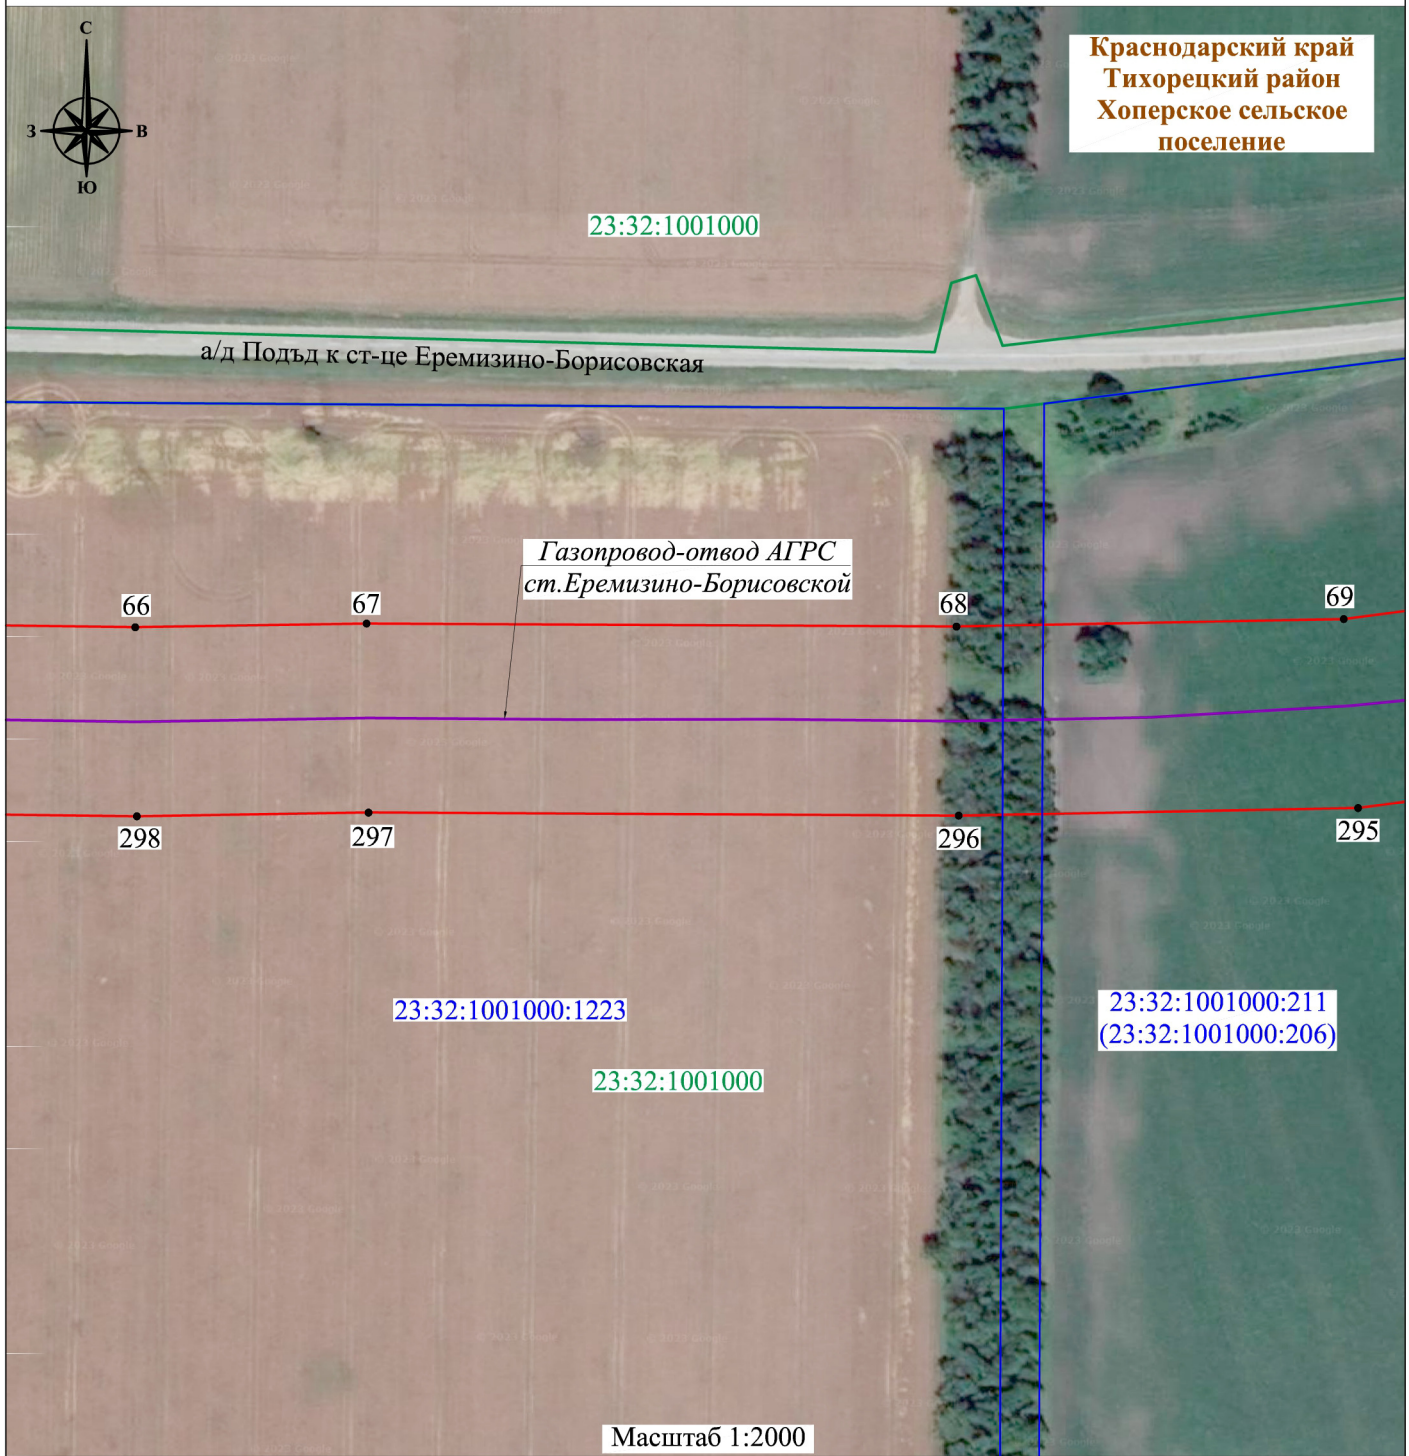 С
З
В
Ю
Краснодарский край
Тихорецкий район
Хоперское сельское
поселение
23:32:1001000
а/д Подъд к ст-це Еремизино-Борисовская
Газопровод-отвод АГРС
ст.Еремизино-Борисовской
66
67
68
69
298
297
296
295
23:32:1001000:1223
23:32:1001000:211
(23:32:1001000:206)
23:32:1001000
Масштаб 1:2000